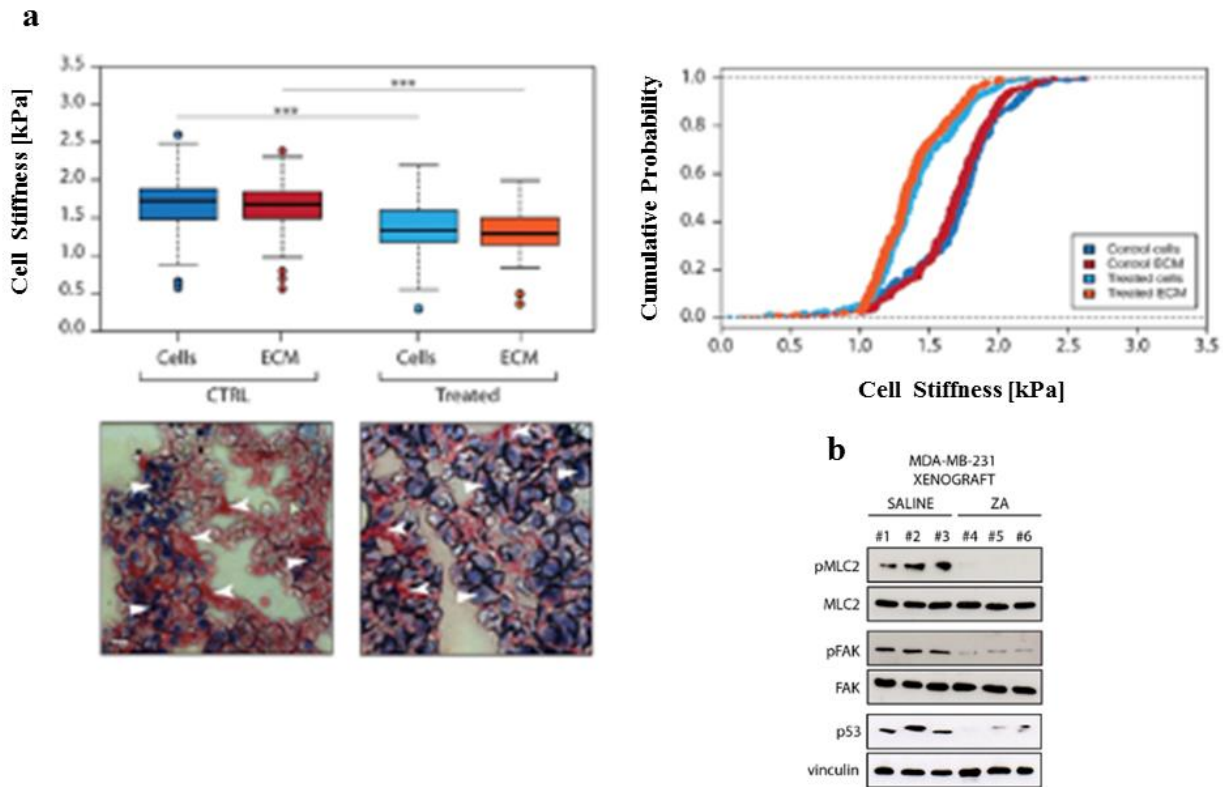 a
Cell Stiffness [kPa]
3.5
3.0
2.5
2.0
1.5
1.0
0.5
0.0
***
***
Cells ECM Cells ECM
CTRL Treated
Cumulative Probability
1.0
0.8
0.6
0.4
0.2
0.0
Control cells
Control ECM
Treated cells
Treated ECM
0.0 0.5 1.0 1.5 2.0 2.5 3.0 3.5
Cell Stiffness [kPa]
b
MDA-MB-231
XENOGRAFT
SALINE ZA
#1 #2 #3 #4 #5 #6
pMLC2
MLC2
pFAK
FAK
p53
vinculin